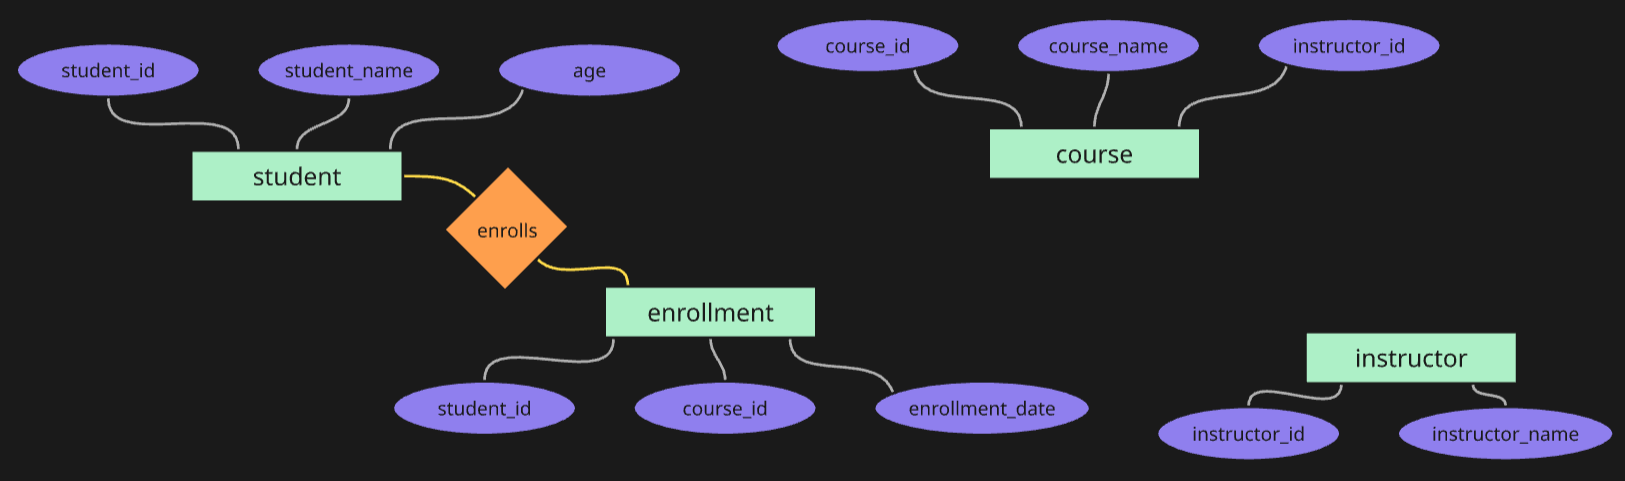 student_id
student_name
age
course_id
course_name
instructor_id
student
course
enrolls
enrollment
student_id
course_id
enrollment_date
instructor
instructor_id
instructor_name